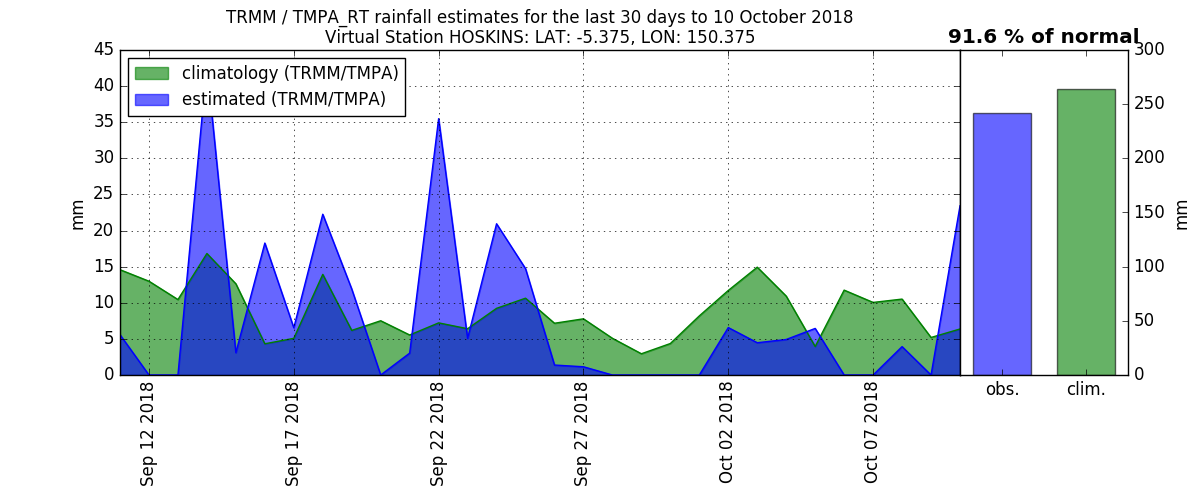 TRMM / TMPA_RT rainfall estimates for the last 30 days to 10 October 2018
Virtual Station HOSKINS: LAT: -5.375, LON: 150.375
91.6 % of normal
climatology (TRMM/TMPA)
estimated (TRMM/TMPA)
mm
45
40
35
30
25
20
15
10
5
0
Sep 12 2018
Sep 17 2018
Sep 22 2018
Sep 27 2018
Oct 02 2018
Oct 07 2018
obs.
clim.
300
250
200
150
100
50
0
mm